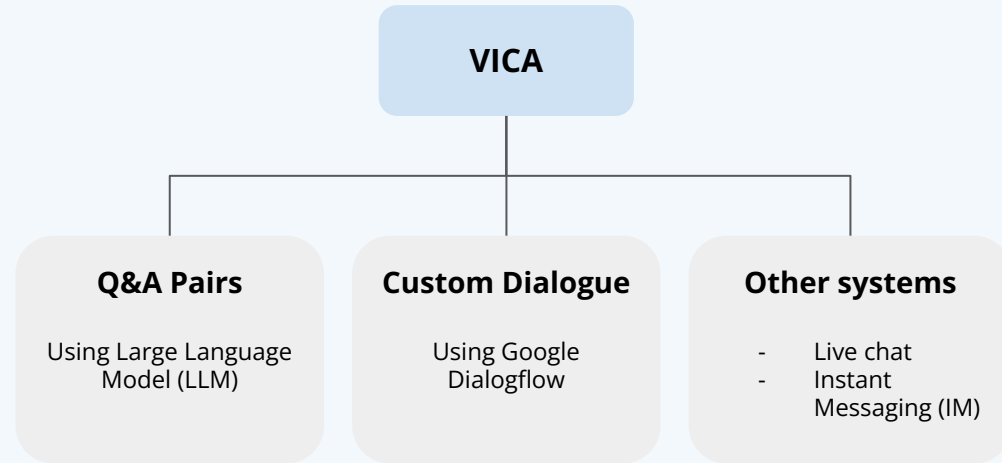 VICA
Q&A Pairs
Using Large Language
Model (LLM)
Custom Dialogue
Using Google
Dialogflow
Other systems
- Live chat
- Instant
Messaging (IM)